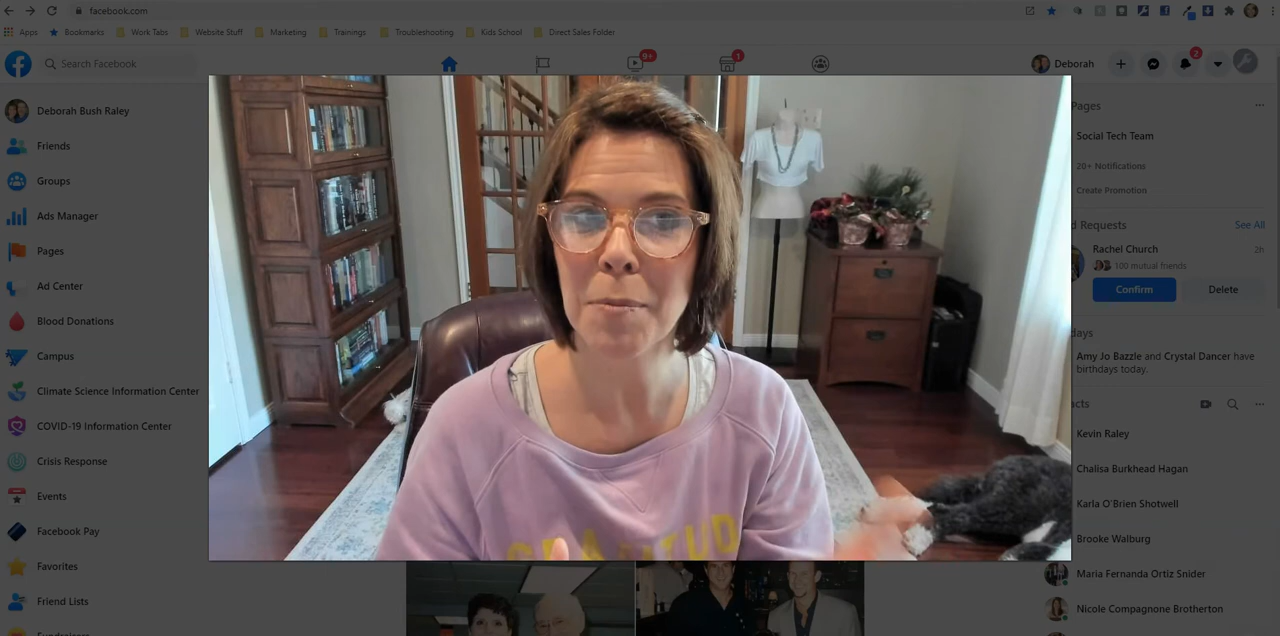 facebook.com
Apps
Bookmarks
Work Tabs
Website Stuff
Marketing
Trainings
Troubleshooting
Kids School
Direct Sales Folder
Search Facebook
9+
1
Deborah
2
Deborah Bush Raley
Friends
Groups
Ads Manager
Pages
Ad Center
Blood Donations
Campus
Climate Science Information Center
COVID-19 Information Center
Crisis Response
Events
Facebook Pay
Favorites
Friend Lists
Pages
Social Tech Team
20+ Notifications
Create Promotion
d Requests
See All
Rachel Church
2h
100 mutual friends
Confirm
Delete
days
Amy Jo Bazzle and Crystal Dancer have
birthdays today.
acts
Kevin Raley
Chalisa Burkhead Hagan
Karla O'Brien Shotwell
Brooke Walburg
Maria Fernanda Ortiz Snider
Nicole Compagnone Brotherton